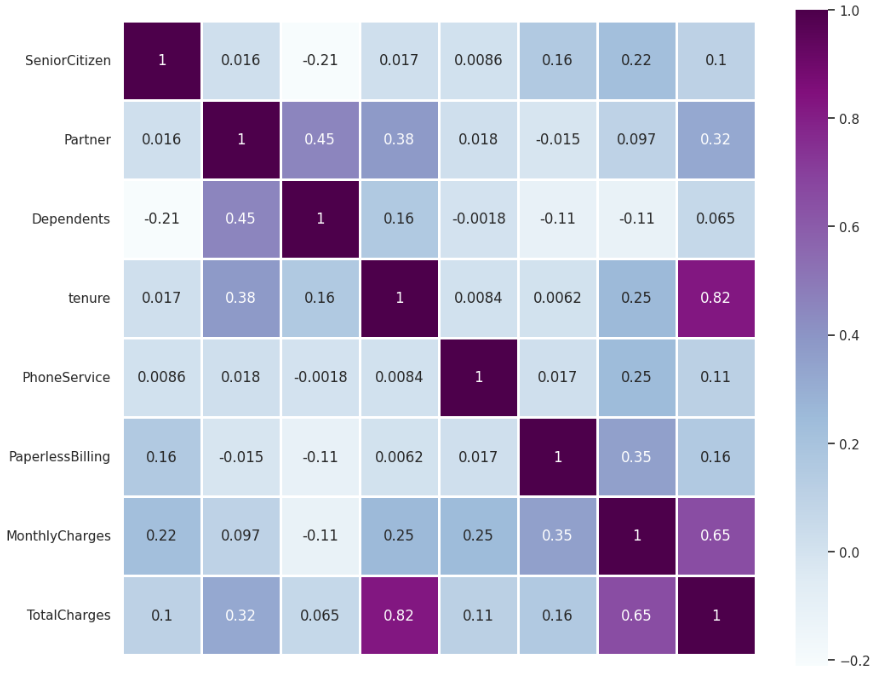 1.0
SeniorCitizen 1 0.016 -0.21 0.017 0.0086 0.16 0.22 0.1
0.8
Partner 0.016 1 0.45 0.38 0.018 -0.015 0.097 0.32
Dependents -0.21 0.45 1 0.16 -0.0018 -0.11 -0.11 0.065
0.6
tenure 0.017 0.38 0.16 1 0.0084 0.0062 0.25 0.82
0.4
PhoneService 0.0086 0.018 -0.0018 0.0084 1 0.017 0.25 0.11
0.2
PaperlessBilling 0.16 -0.015 -0.11 0.0062 0.017 1 0.35 0.16
MonthlyCharges 0.22 0.097 -0.11 0.25 0.25 0.35 1 0.65
0.0
TotalCharges 0.1 0.32 0.065 0.82 0.11 0.16 0.65 1
−0.2